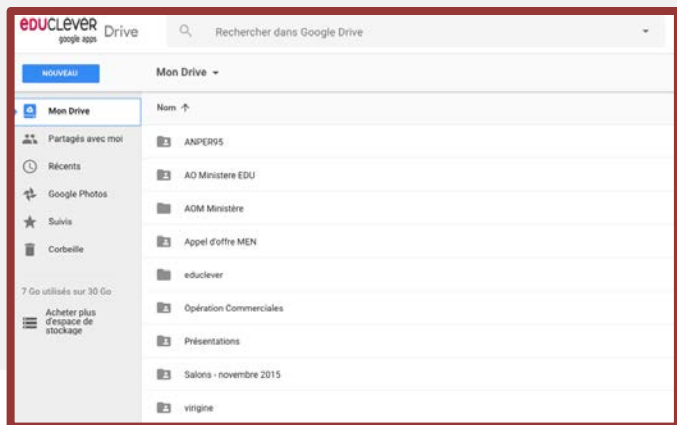 eDUCLeVeR
google apps
Drive
Rechercher dans Google Drive
NOUVEAU
Mon Drive
Mon Drive
Nom
Partagés avec moi
ANPER95
Récents
AO Ministere EDU
Google Photos
AOM Ministère
Suivis
Appel d'offre MEN
Corbeille
educlever
7 Go utilisés sur 30 Go
Opération Commerciales
Acheter plus
d'espace de
stockage
Présentations
Salons - novembre 2015
virigine